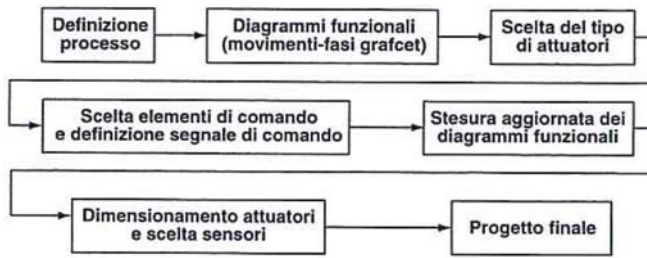 Definizione
processo
Diagrammi funzionali
(movimenti-fasi grafcet)
Scelta del tipo
di attuatori
Scelta elementi di comando
e definizione segnale di comando
Stesura aggiornata dei
diagrammi funzionali
Dimensionamento attuatori
e scelta sensori
Progetto finale